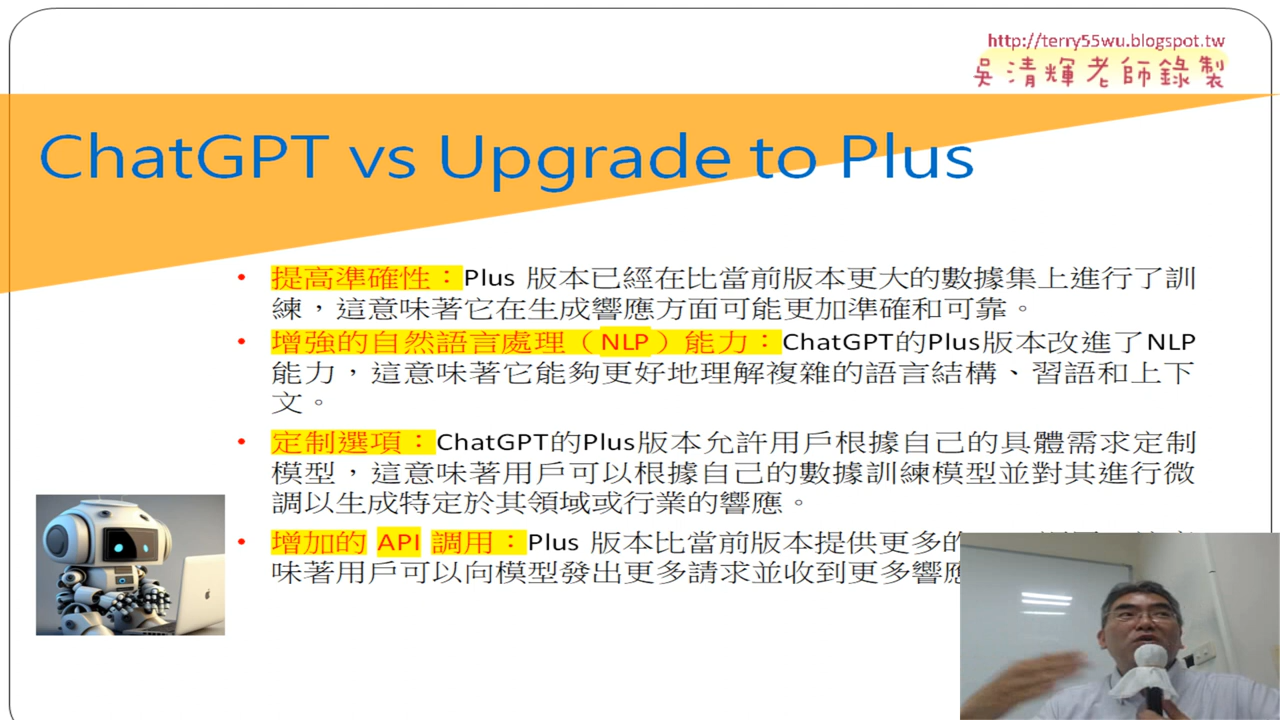 http://terry55wu.blogspot.tw
吳清輝老師錄製
ChatGPT vs Upgrade to Plus
• 提高準確性：Plus 版本已經在比當前版本更大的數據集上進行了訓
練，這意味著它在生成響應方面可能更加準確和可靠。
• 增強的自然語言處理（NLP）能力：ChatGPT的Plus版本改進了NLP
能力，這意味著它能夠更好地理解複雜的語言結構、習語和上下
文。
• 定制選項：ChatGPT的Plus版本允許用戶根據自己的具體需求定制
模型，這意味著用戶可以根據自己的數據訓練模型並對其進行微
調以生成特定於其領域或行業的響應。
• 增加的 API 調用：Plus 版本比當前版本提供更多的
味著用戶可以向模型發出更多請求並收到更多響應